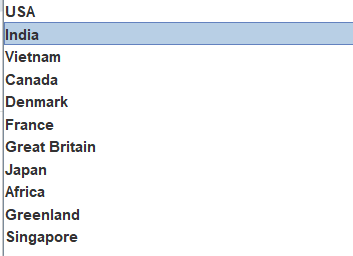 USA
India
Vietnam
Canada
Denmark
France
Great Britain
Japan
Africa
Greenland
Singapore